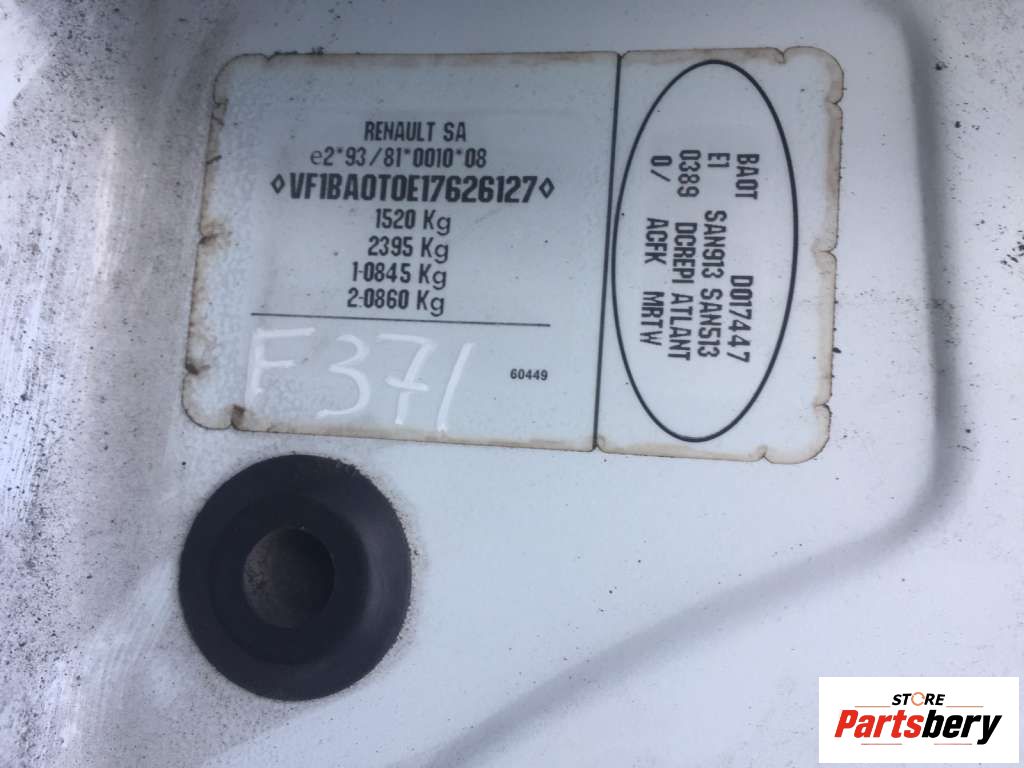 RENAULT SA
e2*93/81*0010*08
◊VF1BA0T0E17626127◊
1520 Kg
2395 Kg
1-0845 Kg
2-0860 Kg
F371
60449
BA0T D017447
E1 SAN913 SAN513
0389 DCREPI ATLANT
0/ ACFK MRTW
STORE
Partsbery